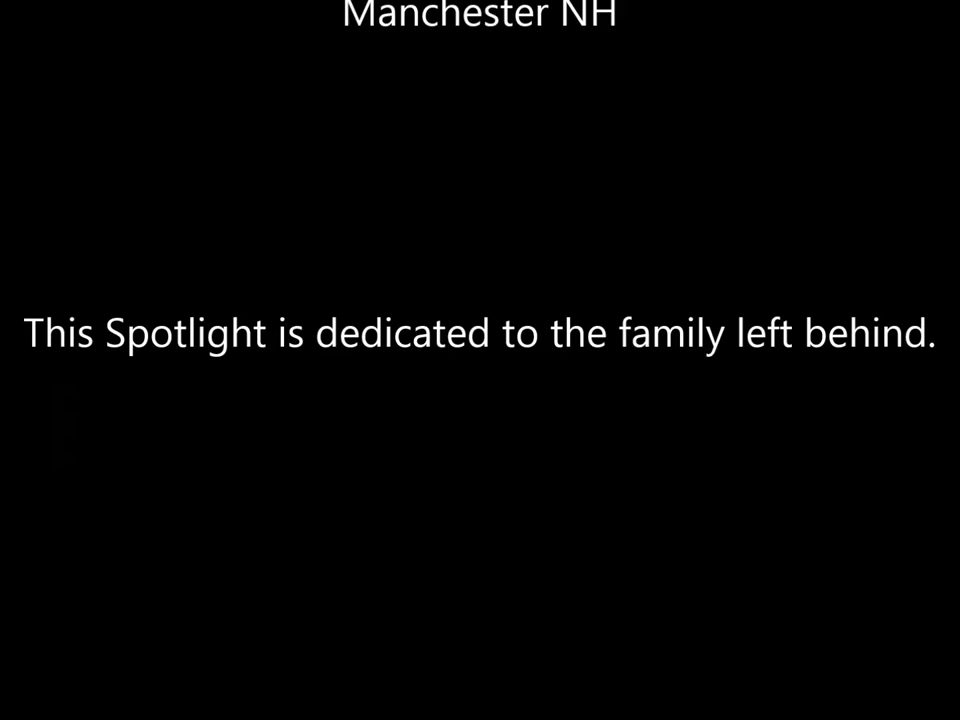 Manchester NH
This Spotlight is dedicated to the family left behind.